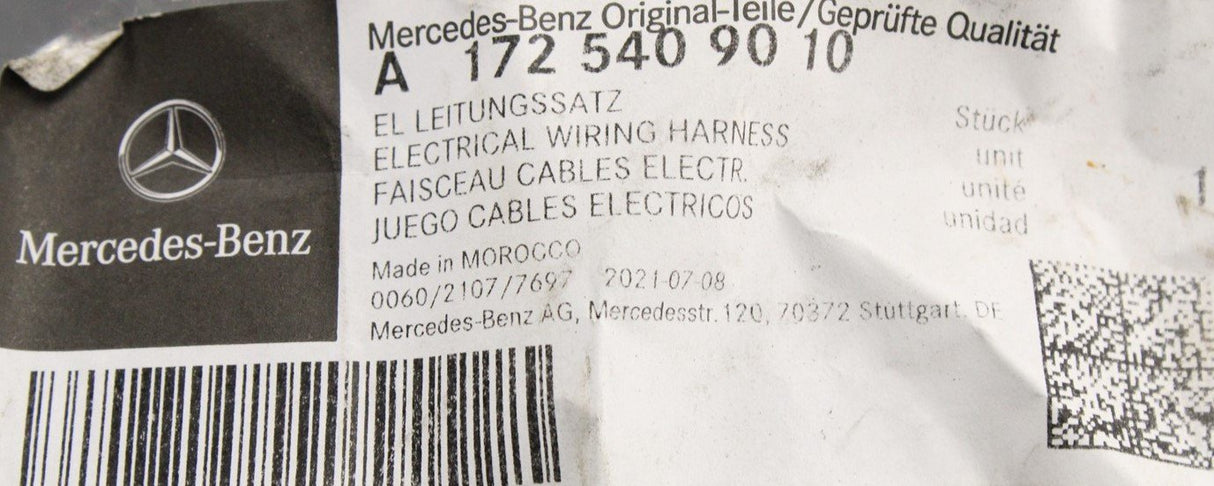 Mercedes-Benz Original-Teile/Geprüfte Qualität
A 172 540 90 10
EL LEITUNGSSATZ
ELECTRICAL WIRING HARNESS
FAISCEAU CABLES ELECTR.
JUEGO CABLES ELECTRICOS
Stück
unit
unité
unidad
1
Mercedes-Benz
Made in MOROCCO
0060/2107/7697 2021-07-08
Mercedes-Benz AG, Mercedesstr.120, 70372 Stuttgart. DE